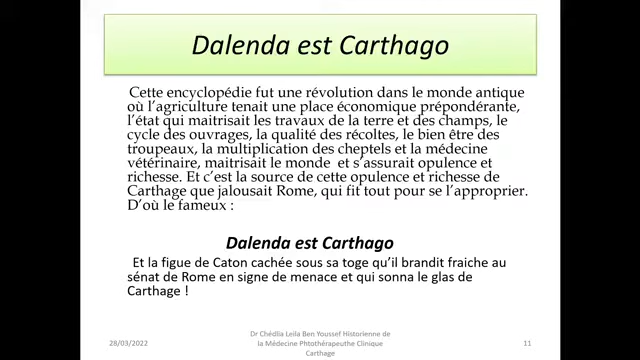 Dalenda est Carthago
Cette encyclopédie fut une révolution dans le monde antique
où l'agriculture tenait une place économique prépondérante,
l'état qui maitrisait les travaux de la terre et des champs, le
cycle des ouvrages, la qualité des récoltes, le bien être des
troupeaux, la multiplication des cheptels et la médecine
vétérinaire, maitrisait le monde et s'assurait opulence et
richesse. Et c'est la source de cette opulence et richesse de
Carthage que jalousait Rome, qui fit tout pour se l'approprier.
D'où le fameux :
Dalenda est Carthago
Et la figue de Caton cachée sous sa toge qu'il brandit fraiche au
sénat de Rome en signe de menace et qui sonna le glas de
Carthage !
28/03/2022
Dr Chédlia Leila Ben Youssef Historienne de
la Médecine Phtothérapeuthe Clinique
Carthage
11